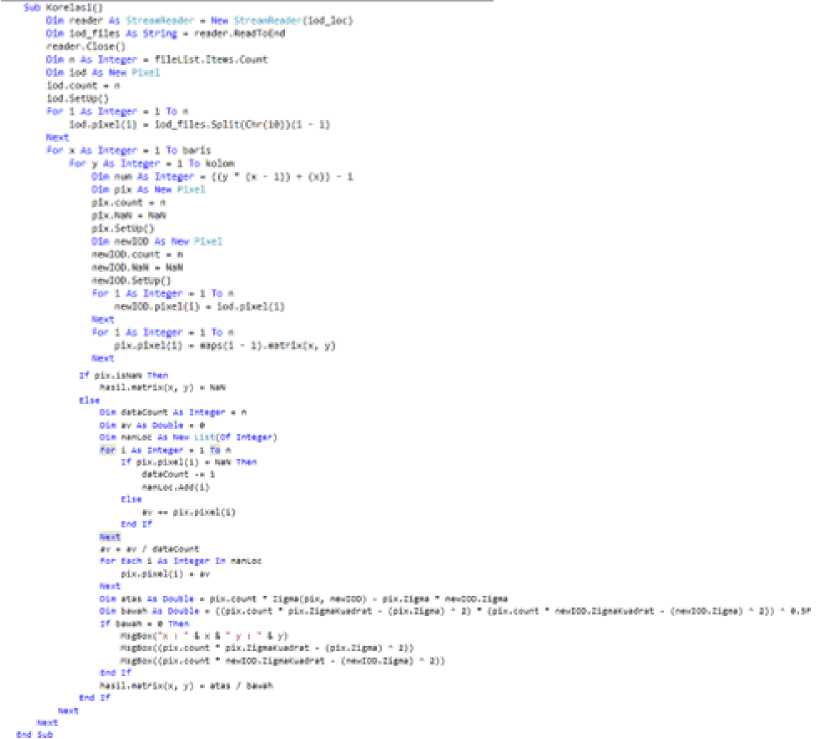 Sub Korelasi()
Dim reader As StreamReader = New StreamReader(iod_loc)
Dim iod_files As String = reader.ReadToEnd
reader.Close()
Dim n As Integer = fileList.Items.Count
Dim iod As New Pixel
iod.count = n
iod.SetUp()
For i As Integer = 1 To n
iod.pixel(i) = iod_files.Split(Chr(10))(i - 1)
Next
For x As Integer = 1 To baris
For y As Integer = 1 To kolom
Dim num As Integer = ((y * (x - 1)) + (x)) - 1
Dim pix As New Pixel
pix.count = n
pix.NaN = NaN
pix.SetUp()
Dim newIOD As New Pixel
newIOD.count = n
newIOD.NaN = NaN
newIOD.SetUp()
For i As Integer = 1 To n
newIOD.pixel(i) = iod.pixel(i)
Next
For i As Integer = 1 To n
pix.pixel(i) = maps(i - 1).matrix(x, y)
Next
If pix.isNaN Then
hasil.matrix(x, y) = NaN
Else
Dim dataCount As Integer = n
Dim av As Double = 0
Dim nanLoc As New List(Of Integer)
For i As Integer = 1 To n
If pix.pixel(i) = NaN Then
dataCount -= 1
nanLoc.Add(i)
Else
av += pix.pixel(i)
End If
Next
av = av / dataCount
For Each i As Integer In nanLoc
pix.pixel(i) = av
Next
Dim atas As Double = pix.count * Zigma(pix, newIOD) - pix.Zigma * newIOD.Zigma
Dim bawah As Double = ((pix.count * pix.ZigmaKuadrat - (pix.Zigma) ^ 2) * (pix.count * newIOD.ZigmaKuadrat - (newIOD.Zigma) ^ 2)) ^ 0.5F
If bawah = 0 Then
MsgBox("x : " & x & " y : " & y)
MsgBox((pix.count * pix.ZigmaKuadrat - (pix.Zigma) ^ 2))
MsgBox((pix.count * newIOD.ZigmaKuadrat - (newIOD.Zigma) ^ 2))
End If
hasil.matrix(x, y) = atas / bawah
End If
Next
Next
End Sub